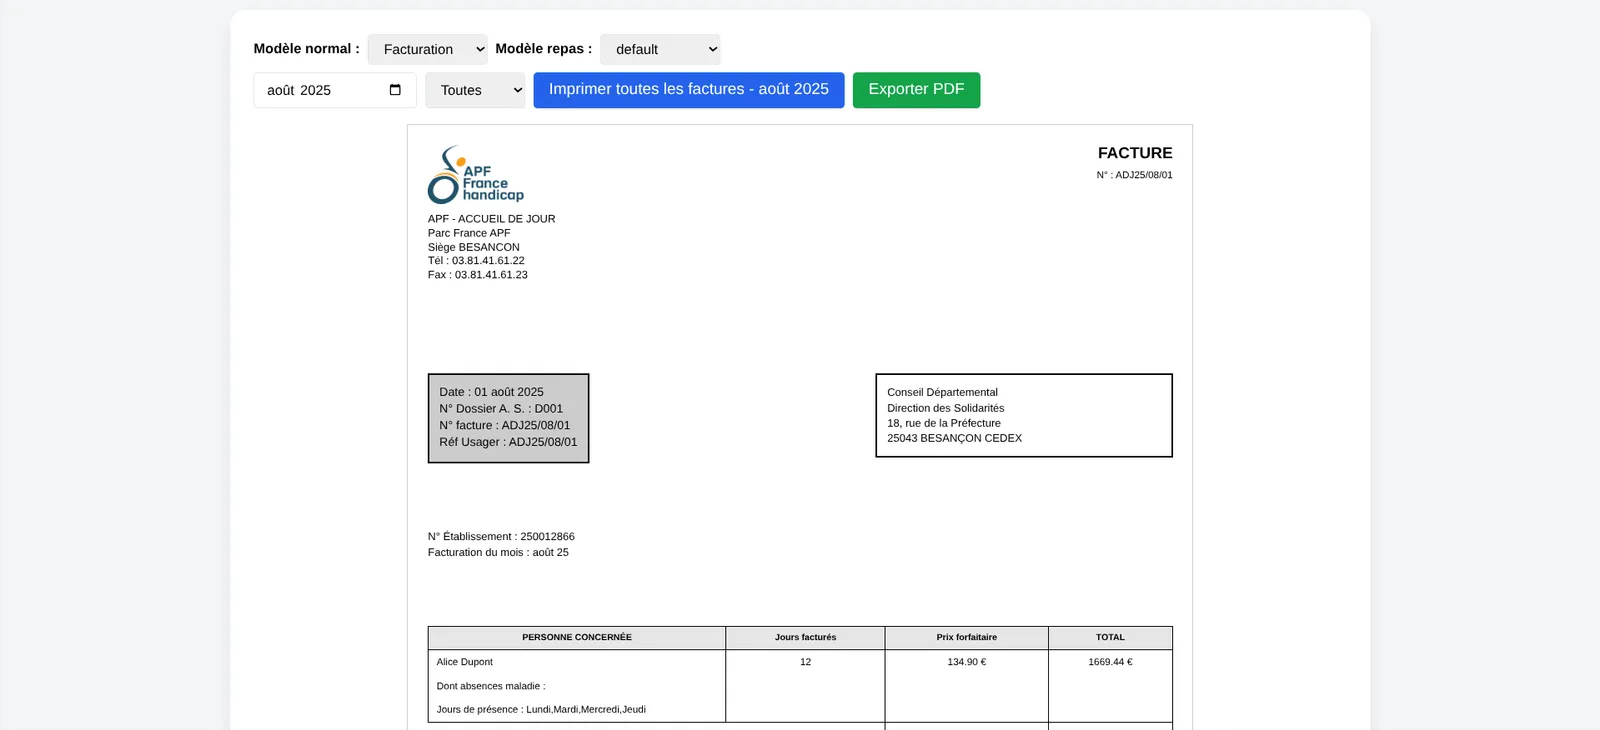 Modèle normal : Facturation Modèle repas : default
août 2025 Toutes Imprimer toutes les factures - août 2025 Exporter PDF
APF
France
handicap
FACTURE
N° : ADJ25/08/01
APF - ACCUEIL DE JOUR
Parc France APF
Siège BESANCON
Tél : 03.81.41.61.22
Fax : 03.81.41.61.23
Date : 01 août 2025
N° Dossier A. S. : D001
N° facture : ADJ25/08/01
Réf Usager : ADJ25/08/01
Conseil Départemental
Direction des Solidarités
18, rue de la Préfecture
25043 BESANÇON CEDEX
N° Établissement : 250012866
Facturation du mois : août 25
PERSONNE CONCERNÉE Jours facturés Prix forfaitaire TOTAL
Alice Dupont 12 134.90 € 1669.44 €
Dont absences maladie :
Jours de présence : Lundi,Mardi,Mercredi,Jeudi